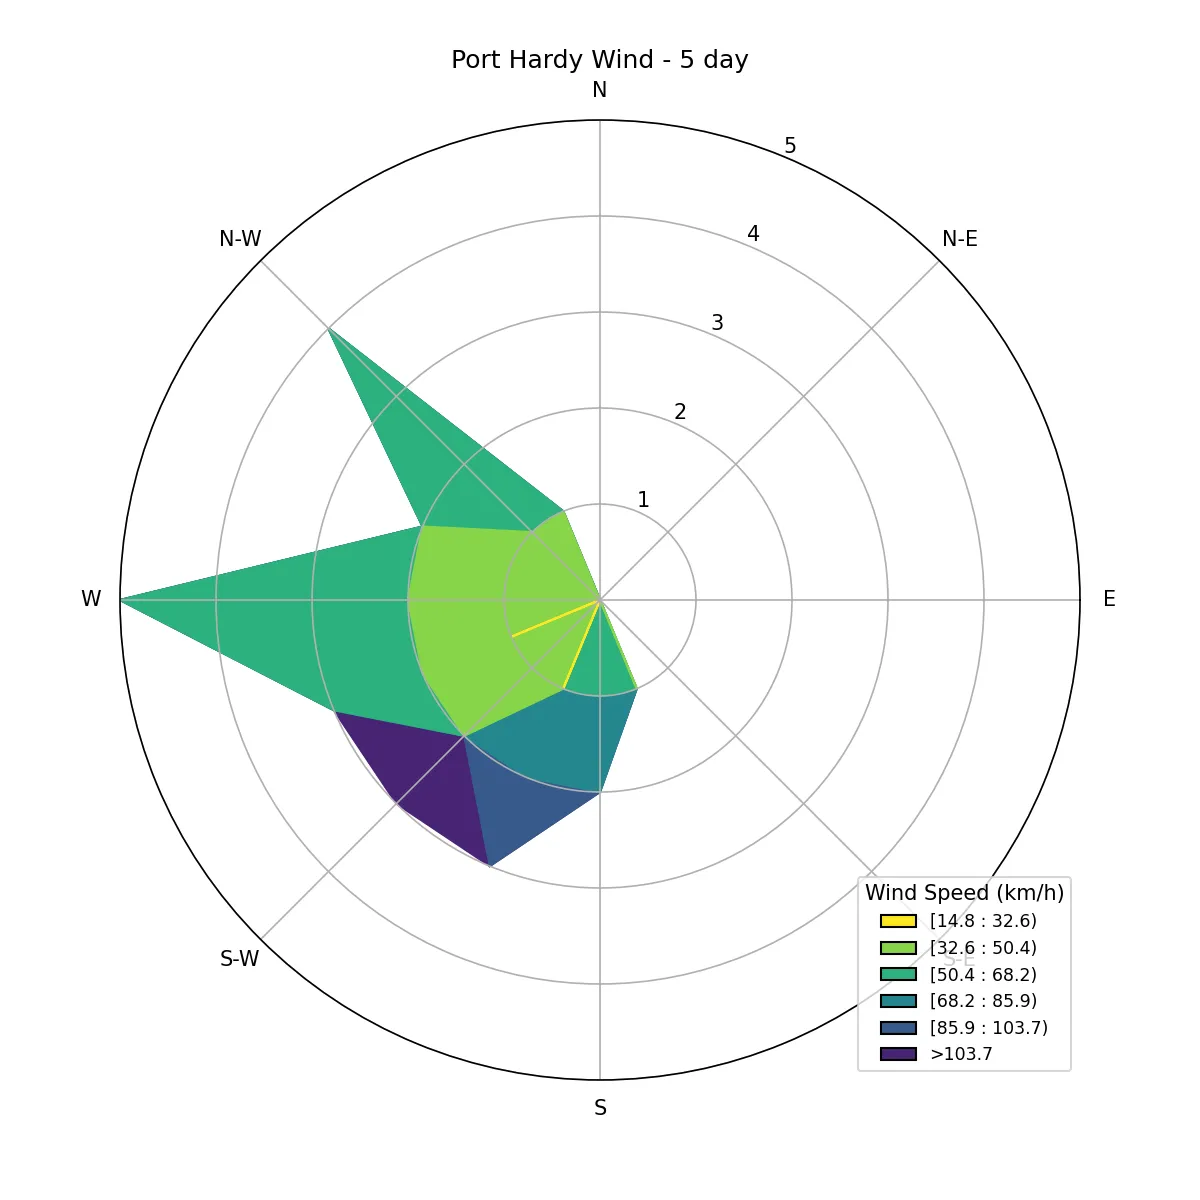 Port Hardy Wind - 5 day
N
5
N-W
4
N-E
3
2
1
W
E
S-W
S-E
Wind Speed (km/h)
[14.8 : 32.6)
[32.6 : 50.4)
[50.4 : 68.2)
[68.2 : 85.9)
[85.9 : 103.7)
>103.7
S